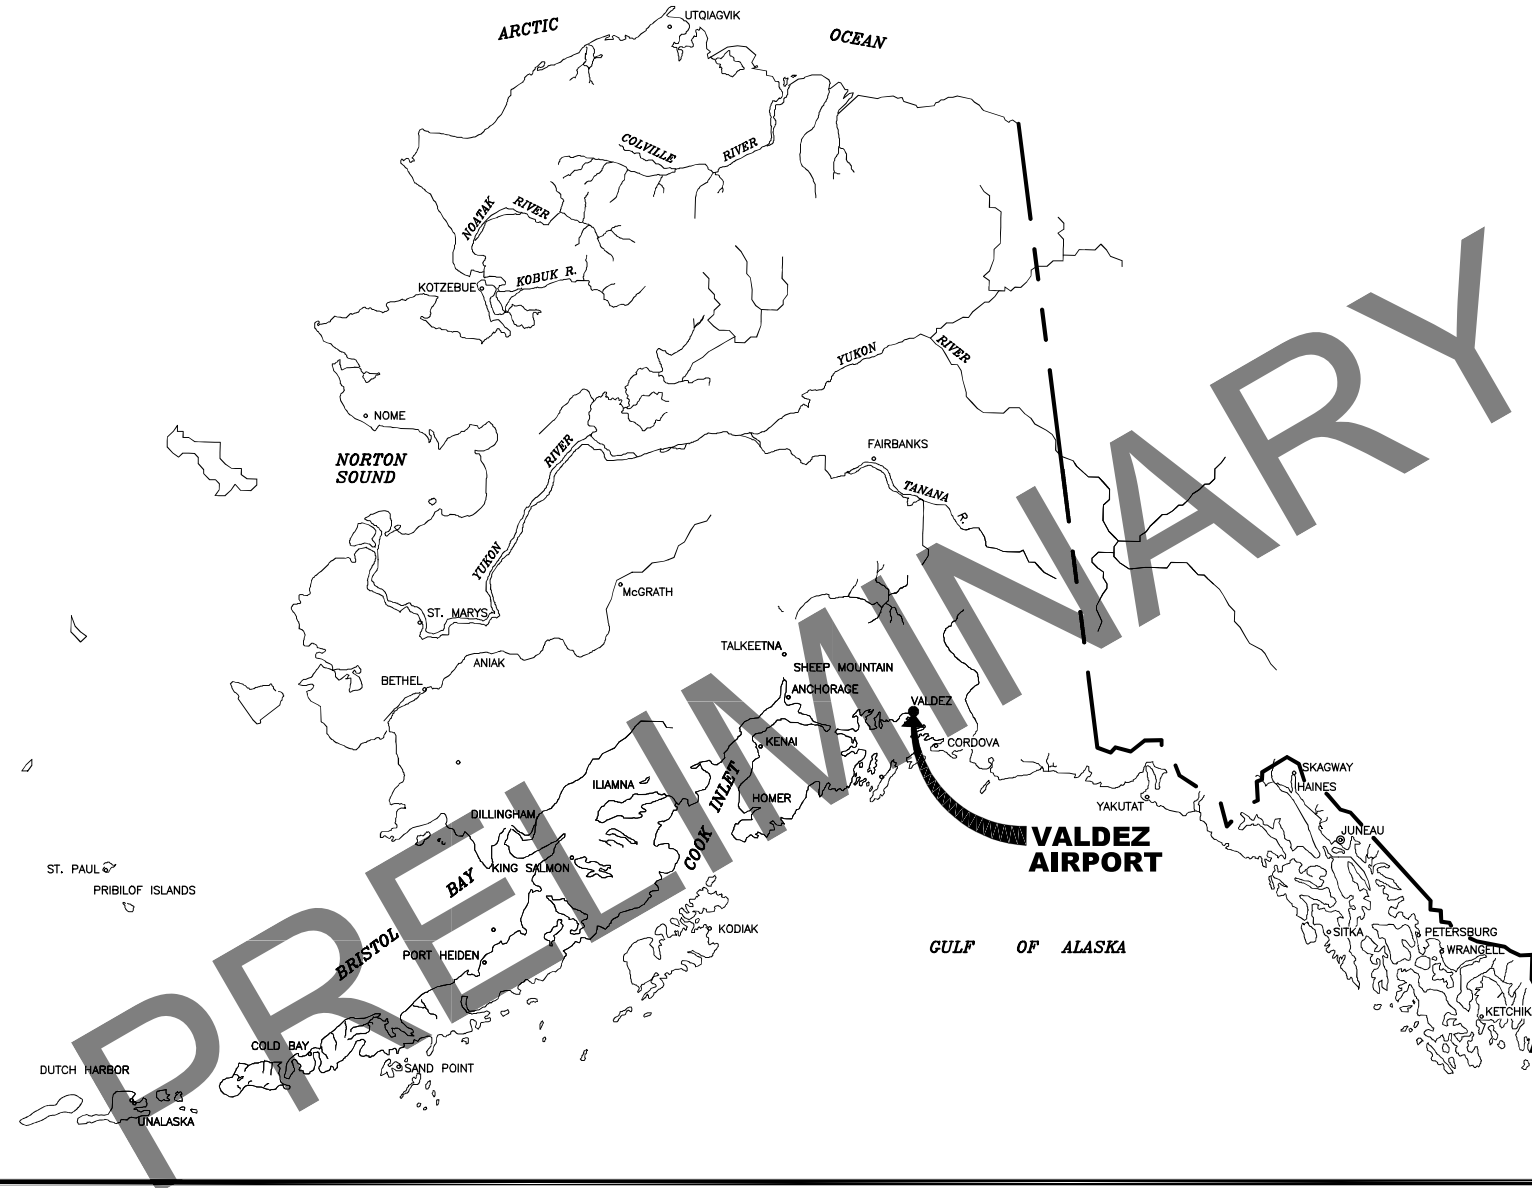 ARCTIC
OCEAN
UTQIAGVIK
COLVILLE
RIVER
NOATAK
RIVER
KOBUK R.
KOTZEBUE
YUKON
RIVER
NOME
FAIRBANKS
NORTON
SOUND
RIVER
TANANA
R.
YUKON
McGRATH
ST. MARYS
TALKEETNA
ANIAK
SHEEP MOUNTAIN
BETHEL
ANCHORAGE
VALDEZ
KENAI
CORDOVA
SKAGWAY
HAINES
ILIAMNA
COOK INLET
HOMER
YAKUTAT
DILLINGHAM
VALDEZ
AIRPORT
JUNEAU
KING SALMON
ST. PAUL
PRIBILOF ISLANDS
BRISTOL BAY
KODIAK
SITKA
PETERSBURG
GULF OF ALASKA
WRANGELL
PORT HEIDEN
KETCHIK
COLD BAY
SAND POINT
DUTCH HARBOR
UNALASKA
PRELIMINARY